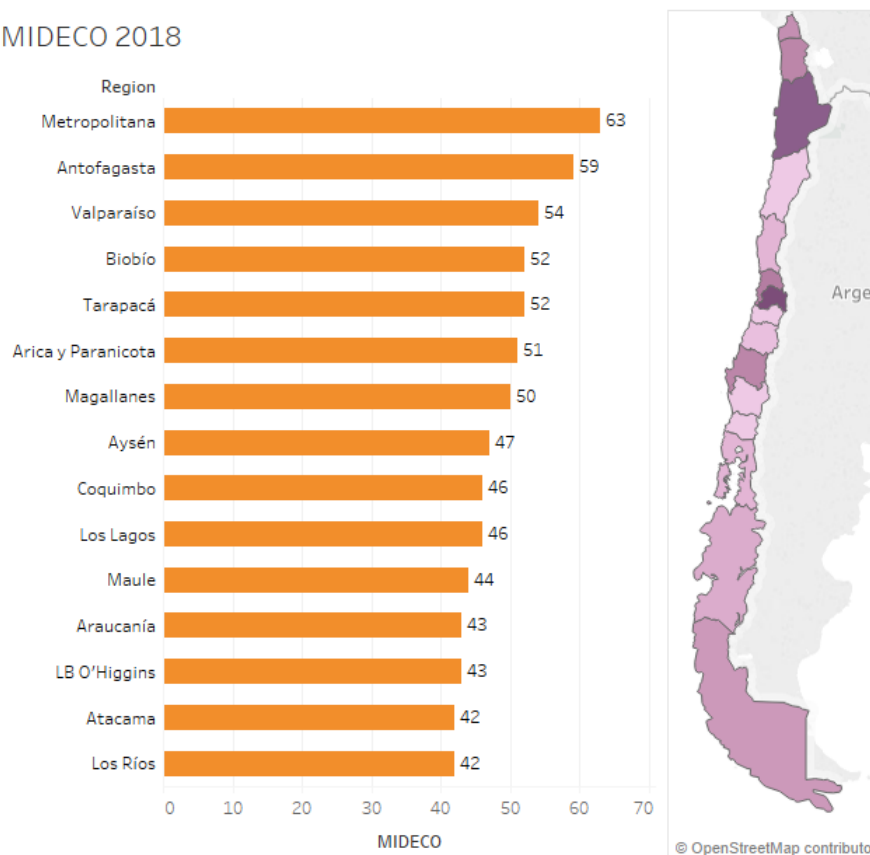 MIDECO 2018
Region
Metropolitana 63
Antofagasta 59
Valparaíso 54
Biobío 52
Tarapacá 52
Arica y Paranicota 51
Magallanes 50
Aysén 47
Coquimbo 46
Los Lagos 46
Maule 44
Araucanía 43
LB O'Higgins 43
Atacama 42
Los Ríos 42
0 10 20 30 40 50 60 70
MIDECO
Arge
© OpenStreetMap contributo